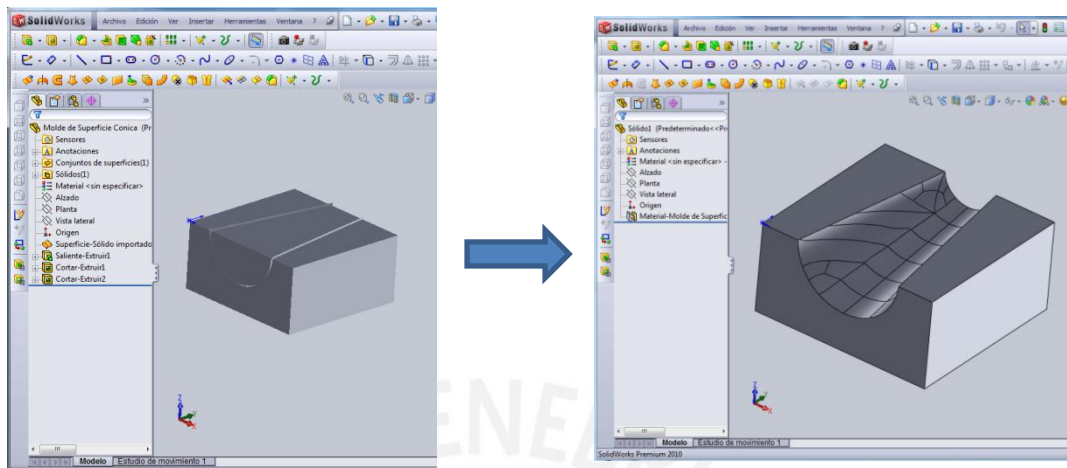 SolidWorks Archivo Edición Ver Insertar Herramientas Ventana ?
Molde de Superficie Conica (Pr
Sensores
Anotaciones
Conjuntos de superficies(1)
Sólidos(1)
Material <sin especificar>
Alzado
Planta
Vista lateral
Origen
Superficie-Sólido importado
Saliente-Extruir1
Cortar-Extruir1
Cortar-Extruir2
Z
Y
X
Modelo Estudio de movimiento 1
SolidWorks Archivo Edición Ver Insertar Herramientas Ventana ?
Sólido1 (Predeterminado<<Pr
Sensores
Anotaciones
Material <sin especificar>
Alzado
Planta
Vista lateral
Origen
Material-Molde de Superfic
Z
Y
X
Modelo Estudio de movimiento 1
SolidWorks Premium 2010